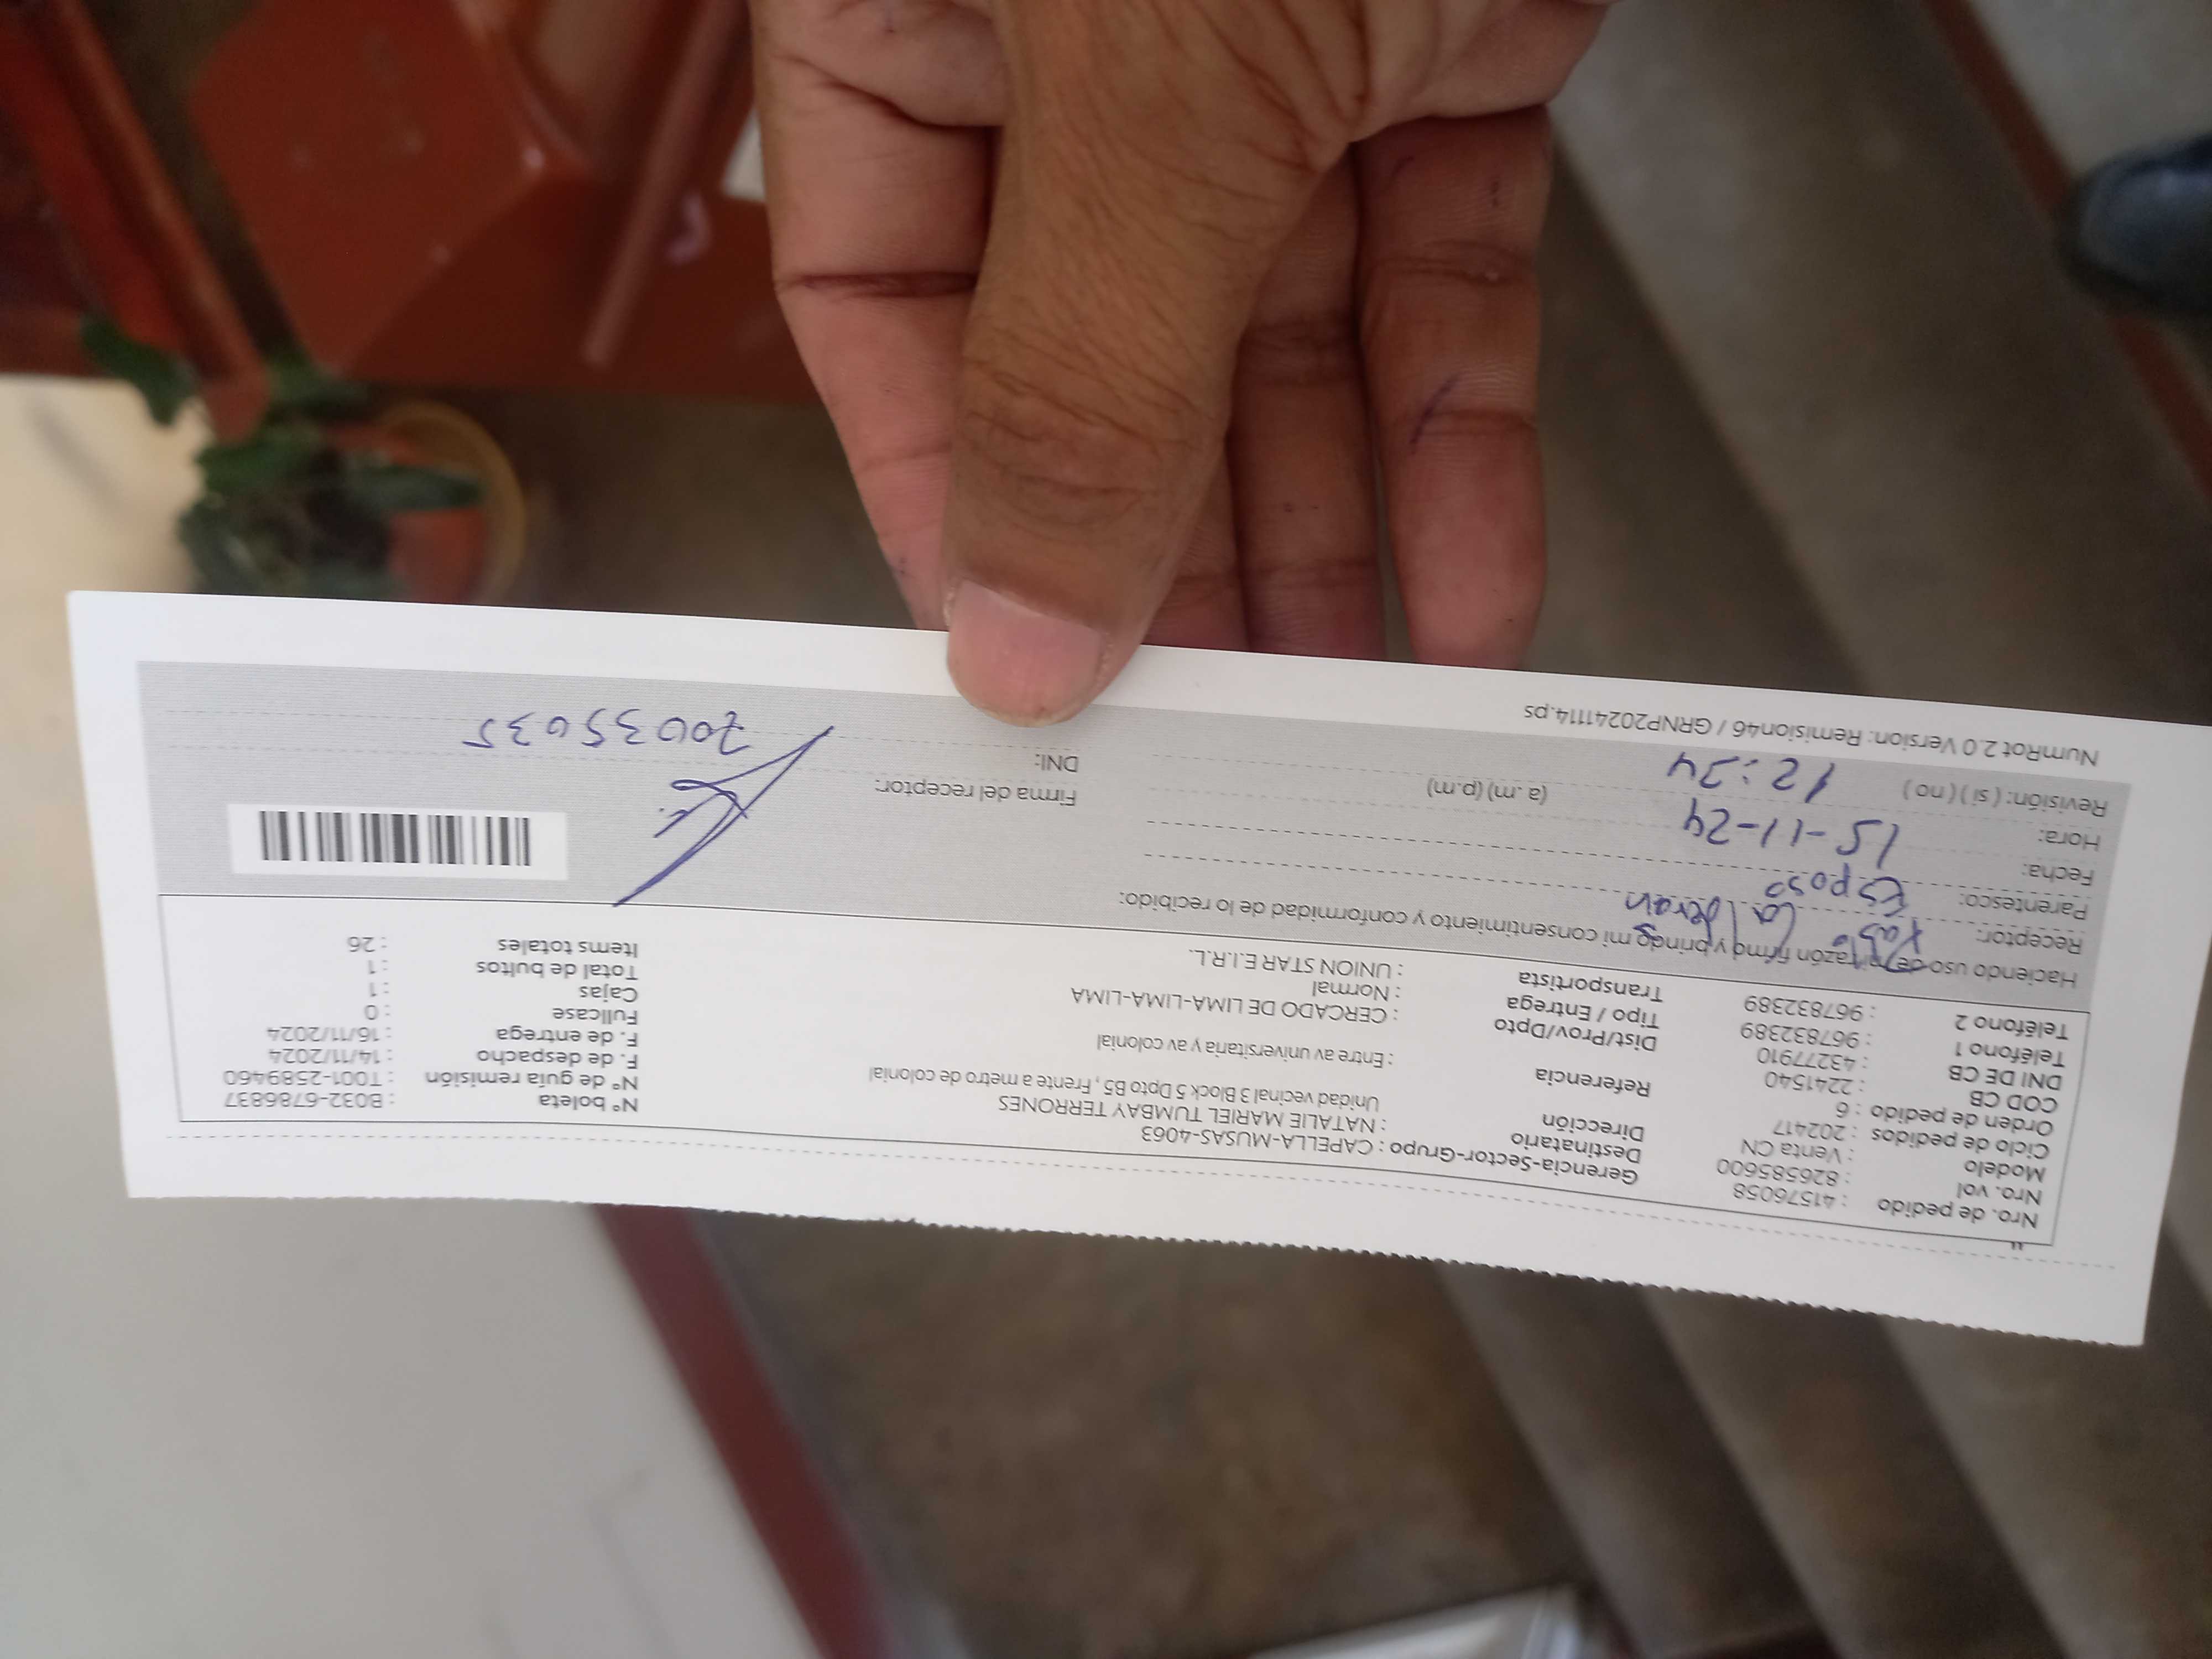 Nro. de pedido : 41576058
Nro. vol : 82658560​0
Modelo : Venta CN
Ciclo de pedidos : 202417
Orden de pedido : 6
COD CB : 2241540
DNI DE CB : 43277910
Teléfono 1 : 967832389
Teléfono 2 : 967832389
Gerencia-Sector-Grupo : CAPELLA-MUSAS-4063
Destinatario : NATALIE MARIEL TUMBAY TERRONES
Dirección
Unidad vecinal 3 Block 5 Dpto B5 , Frente a metro de colonial
Referencia : Entre av universitaria y av colonial
Dist/Prov/Dpto : CERCADO DE LIMA-LIMA-LIMA
Tipo / Entrega : Normal
Transportista : UNION STAR E.I.R.L.
N° boleta : B032-6786837
N° de guía remisión : T001-2589460
F. de despacho : 14/11/2024
F. de entrega : 16/11/2024
Fullcase : 0
Cajas : 1
Total de bultos : 1
Items totales : 26
Haciendo uso de mi razón firmo y brindo mi consentimiento y conformidad de lo recibido:
Receptor:
Parentesco: Esposo
Fecha: 15-11-24
Hora: 12:24 (a. m) (p.m)
Revisión: ( si ) ( no )
Firma del receptor:
DNI: 70035035
NumRot 2.0 Version: Remision46 / GRNP20241114.ps